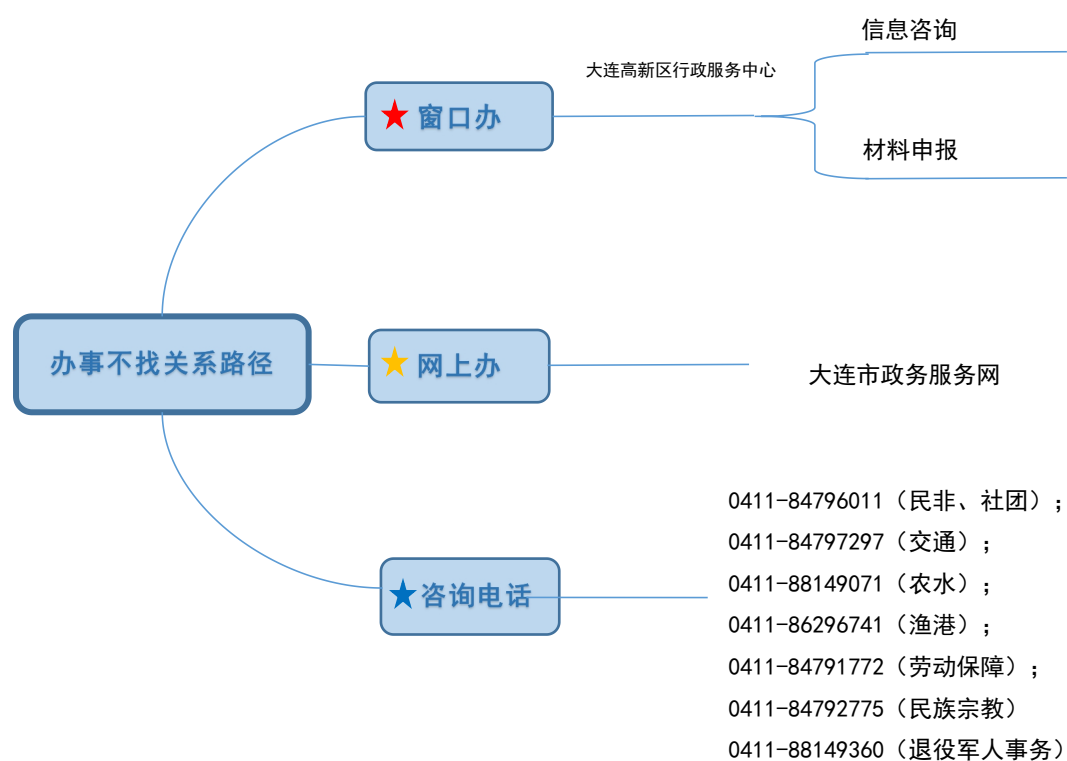 信息咨询
大连高新区行政服务中心
★ 窗口办
材料申报
办事不找关系路径
★ 网上办
大连市政务服务网
★ 咨询电话
0411-84796011（民非、社团）；
0411-84797297（交通）；
0411-88149071（农水）；
0411-86296741（渔港）；
0411-84791772（劳动保障）；
0411-84792775（民族宗教）
0411-88149360（退役军人事务）